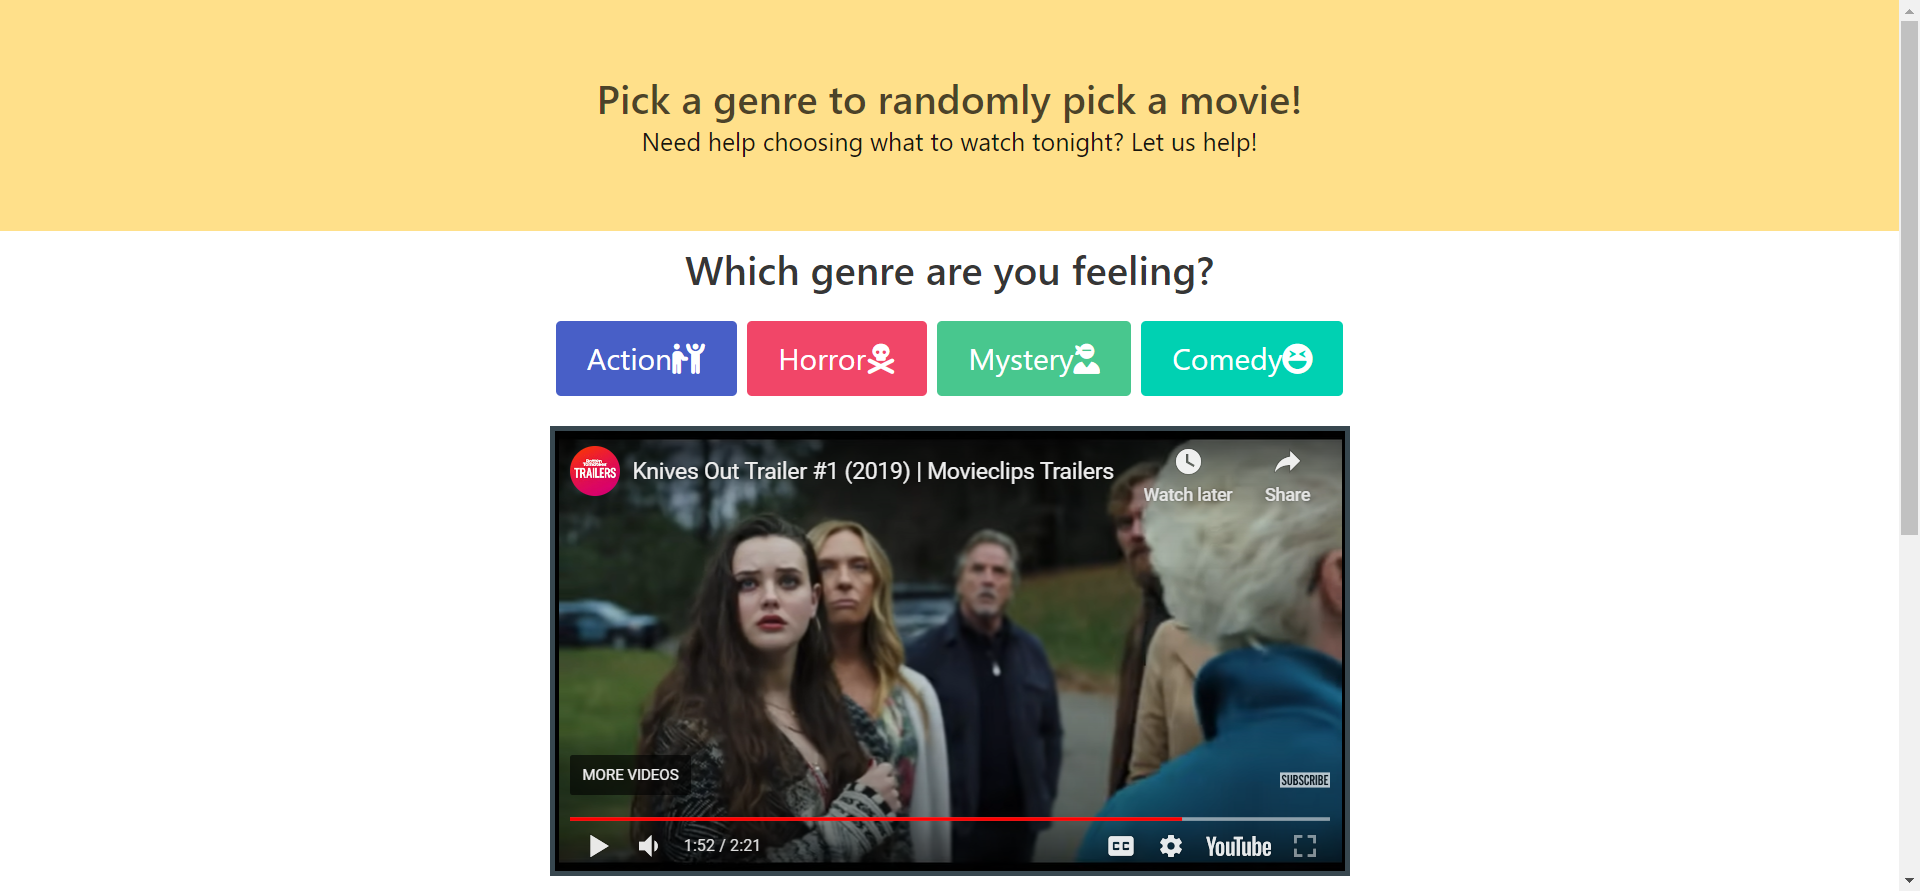 Pick a genre to randomly pick a movie!
Need help choosing what to watch tonight? Let us help!
Which genre are you feeling?
Action
Horror
Mystery
Comedy
TRAILERS
Knives Out Trailer #1 (2019) | Movieclips Trailers
Watch later
Share
MORE VIDEOS
SUBSCRIBE
1:52 / 2:21
CC
YouTube